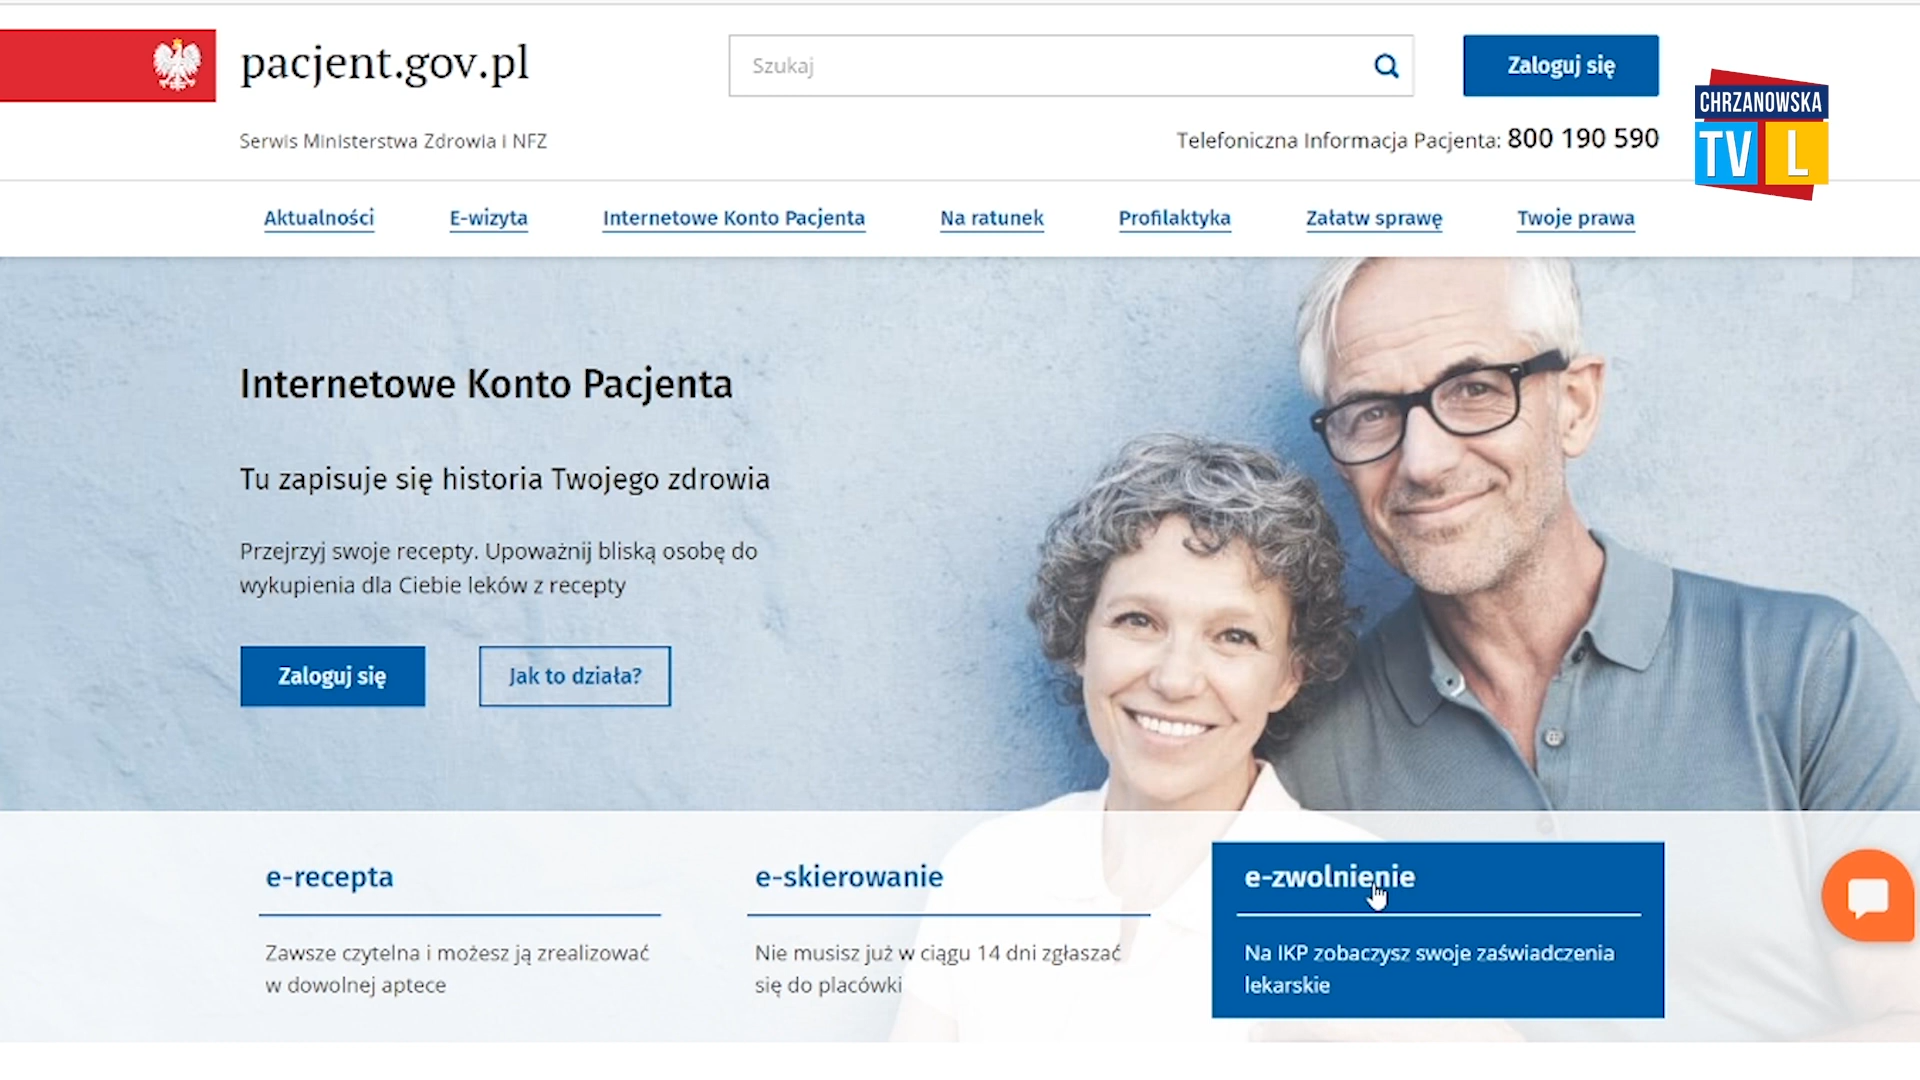 pacjent.gov.pl
Szukaj
Zaloguj się
CHRZANOWSKA
TV L
Serwis Ministerstwa Zdrowia i NFZ
Telefoniczna Informacja Pacjenta: 800 190 590
Aktualności
E-wizyta
Internetowe Konto Pacjenta
Na ratunek
Profilaktyka
Załatw sprawę
Twoje prawa
Internetowe Konto Pacjenta
Tu zapisuje się historia Twojego zdrowia
Przejrzyj swoje recepty. Upoważnij bliską osobę do
wykupienia dla Ciebie leków z recepty
Zaloguj się
Jak to działa?
e-recepta
Zawsze czytelna i możesz ją zrealizować
w dowolnej aptece
e-skierowanie
Nie musisz już w ciągu 14 dni zgłaszać
się do placówki
e-zwolnienie
Na IKP zobaczysz swoje zaświadczenia
lekarskie